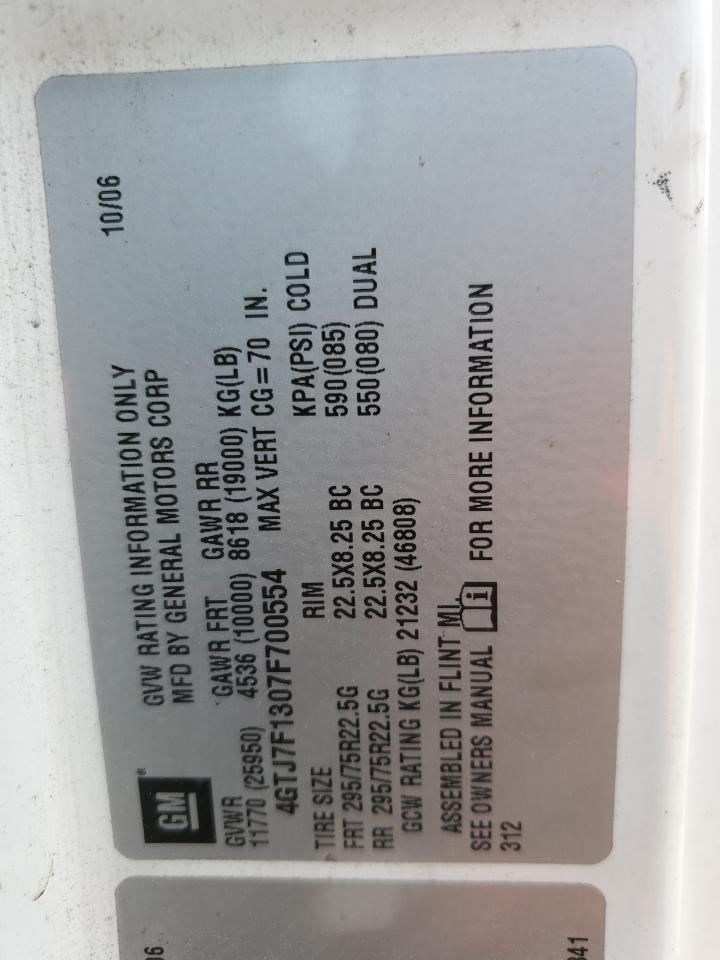 GM
GVW RATING INFORMATION ONLY 10/06
MFD BY GENERAL MOTORS CORP
GVWR GAWR FRT GAWR RR
11770 (25950) 4536 (10000) 8618 (19000) KG(LB)
4GTJ7F1307F700554 MAX VERT CG=70 IN.
TIRE SIZE RIM KPA(PSI) COLD
FRT 295/75R22.5G 22.5X8.25 BC 590(085)
RR 295/75R22.5G 22.5X8.25 BC 550(080) DUAL
GCW RATING KG(LB) 21232 (46808)
ASSEMBLED IN FLINT MI
SEE OWNERS MANUAL i FOR MORE INFORMATION
312